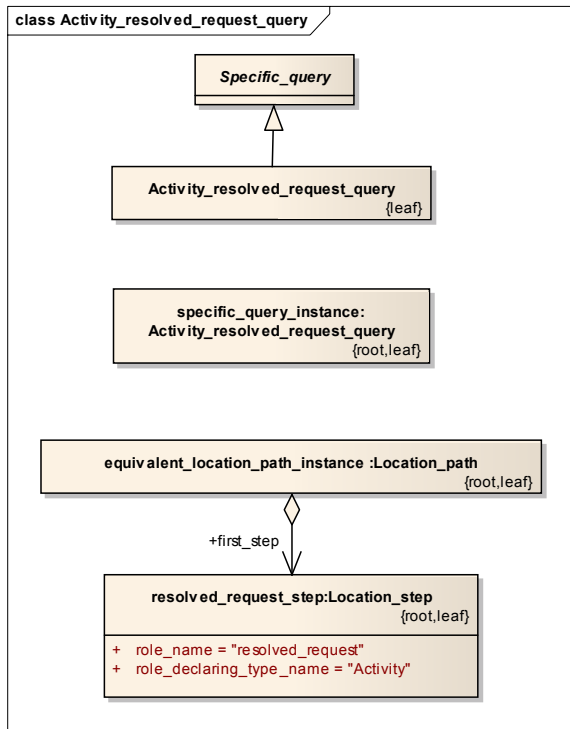 class Activity_resolved_request_query
Specific_query
Activity_resolved_request_query
{leaf}
specific_query_instance:
Activity_resolved_request_query
{root,leaf}
equivalent_location_path_instance :Location_path
{root,leaf}
+first_step
resolved_request_step:Location_step
{root,leaf}
+ role_name = "resolved_request"
+ role_declaring_type_name = "Activity"